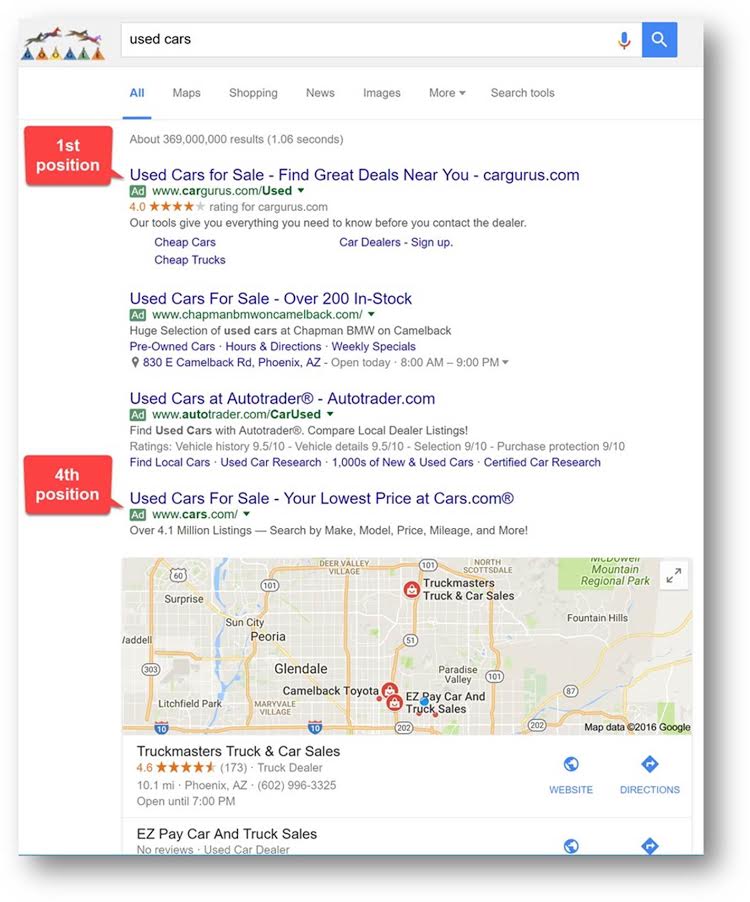 used cars
All Maps Shopping News Images More Search tools
About 369,000,000 results (1.06 seconds)
1st
position
Used Cars for Sale - Find Great Deals Near You - cargurus.com
Ad www.cargurus.com/Used
4.0 rating for cargurus.com
Our tools give you everything you need to know before you contact the dealer.
Cheap Cars Car Dealers - Sign up.
Cheap Trucks
Used Cars For Sale - Over 200 In-Stock
Ad www.chapmanbmwoncamelback.com/
Huge Selection of used cars at Chapman BMW on Camelback
Pre-Owned Cars · Hours & Directions · Weekly Specials
830 E Camelback Rd, Phoenix, AZ - Open today · 8:00 AM – 9:00 PM
Used Cars at Autotrader® - Autotrader.com
Ad www.autotrader.com/CarUsed
Find Used Cars with Autotrader®. Compare Local Dealer Listings!
Ratings: Vehicle history 9.5/10 - Vehicle details 9.5/10 - Selection 9/10 - Purchase protection 9/10
Find Local Cars · Used Car Research · 1,000s of New & Used Cars · Certified Car Research
4th
position
Used Cars For Sale - Your Lowest Price at Cars.com®
Ad www.cars.com/
Over 4.1 Million Listings — Search by Make, Model, Price, Mileage, and More!
DEER VALLEY
VILLAGE
101
NORTH
SCOTTSDALE
McDowell
Mountain
Regional Park
60
101
Surprise
Truckmasters
Truck & Car Sales
Sun City
Fountain Hills
Peoria
51
303
Glendale
Paradise
Valley
101
87
Camelback Toyota
EZ Pay Car And
Truck Sales
Litchfield Park
MARYVALE
VILLAGE
10
10
202
202
Map data ©2016 Google
Truckmasters Truck & Car Sales
4.6 (173) · Truck Dealer
10.1 mi · Phoenix, AZ · (602) 996-3325
Open until 7:00 PM
WEBSITE DIRECTIONS
EZ Pay Car And Truck Sales
No reviews · Used Car Dealer